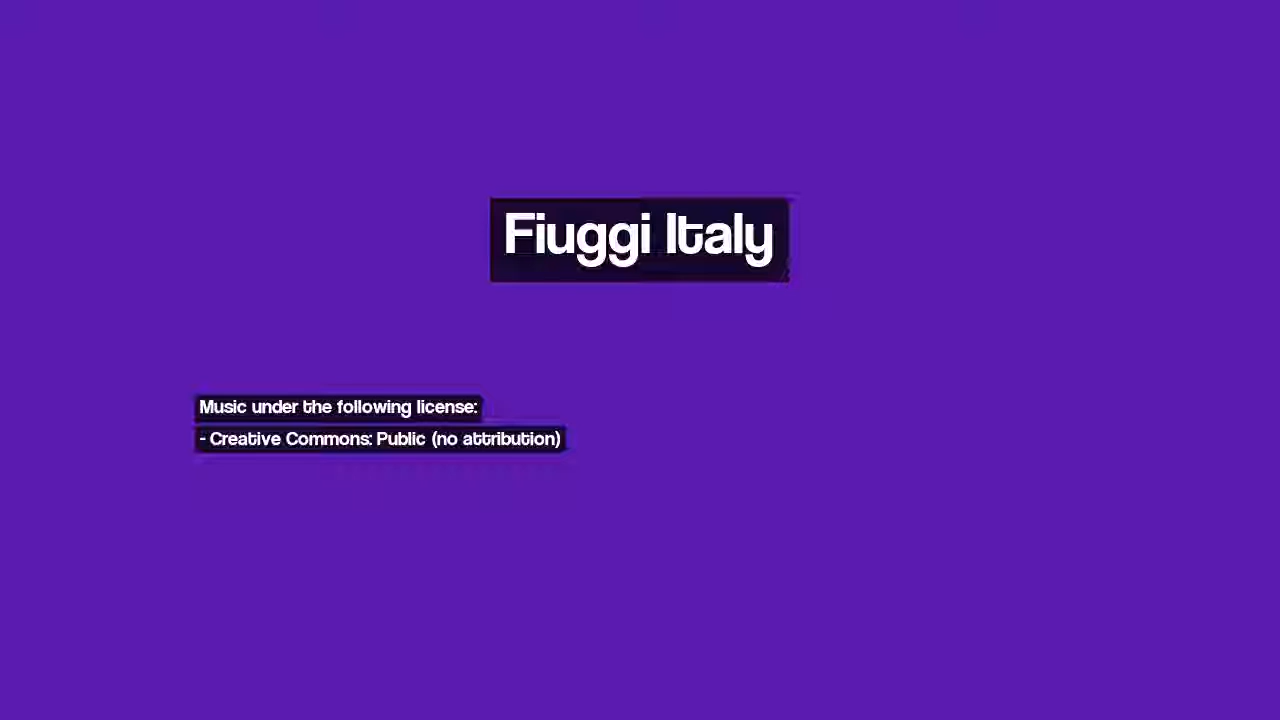 Fiuggi Italy
Music under the following license:
- Creative Commons: Public (no attribution)